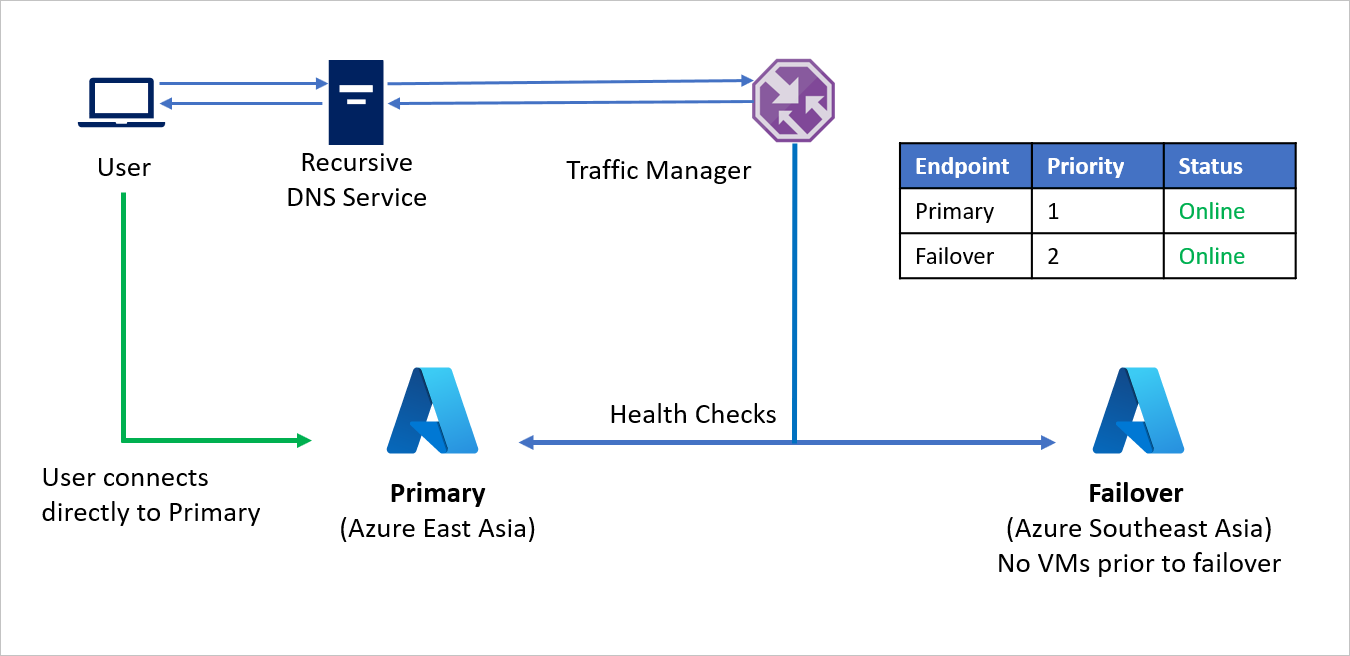 User
Recursive
DNS Service
Traffic Manager
Endpoint Priority Status
Primary 1 Online
Failover 2 Online
Health Checks
User connects
directly to Primary
Primary
(Azure East Asia)
Failover
(Azure Southeast Asia)
No VMs prior to failover